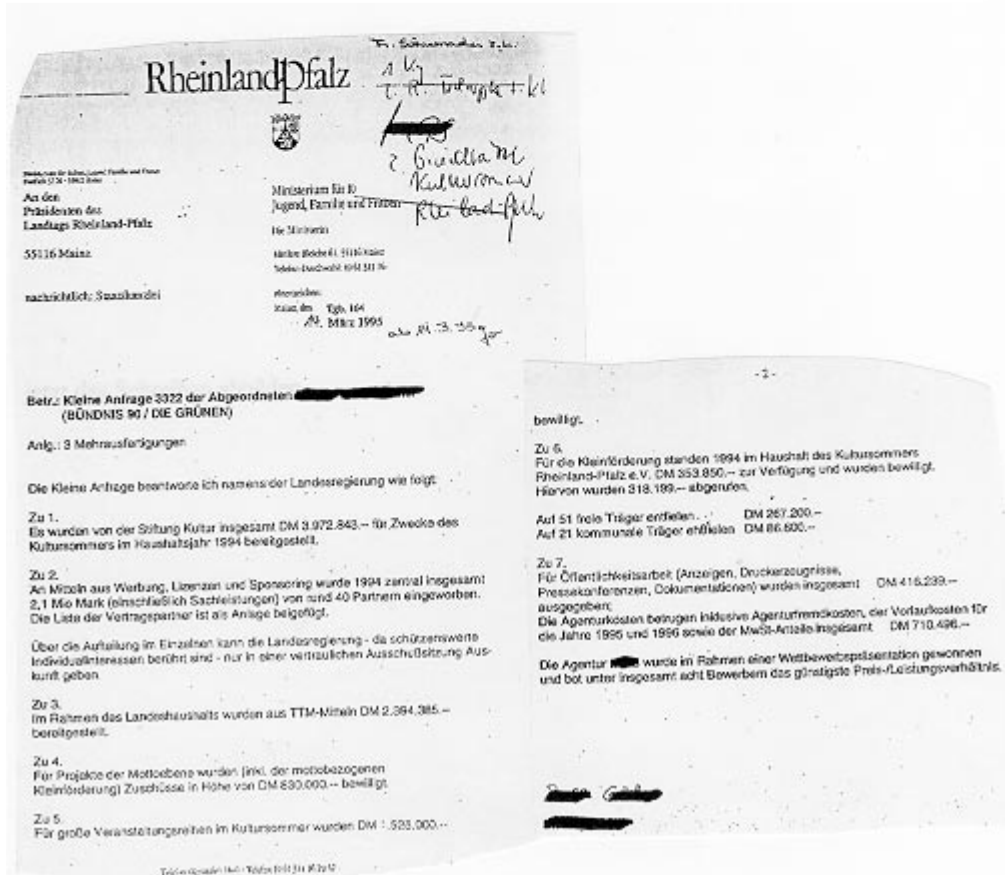 Rheinland-Pfalz
An den
Präsidenten des
Landtags Rheinland-Pfalz
55116 Mainz
nachrichtlich: Staatskanzlei
Ministerium für
Jugend, Familie und Frauen
Die Ministerin
Tgb. 164
März 1995
Betr.: Kleine Anfrage 3322 der Abgeordneten
(BÜNDNIS 90 / DIE GRÜNEN)
Anlg.: 3 Mehrausfertigungen
Die Kleine Anfrage beantworte ich namens der Landesregierung wie folgt:
Zu 1.
Es wurden von der Stiftung Kultur insgesamt DM 3.972.843.-- für Zwecke des
Kultursommers im Haushaltsjahr 1994 bereitgestellt.
Zu 2.
An Mitteln aus Werbung, Lizenzen und Sponsoring wurde 1994 zentral insgesamt
2,1 Mio Mark (einschließlich Sachleistungen) von rund 40 Partnern eingeworben.
Die Liste der Vertragspartner ist als Anlage beigefügt.
Über die Aufteilung im Einzelnen kann die Landesregierung - da schützenswerte
Individualinteressen berührt sind - nur in einer vertraulichen Ausschußsitzung Aus-
kunft geben.
Zu 3.
Im Rahmen des Landeshaushalts wurden aus TTM-Mitteln DM 2.394.385.--
bereitgestellt.
Zu 4.
Für Projekte der Mottoebene wurden (inkl. der mottobezogenen
Kleinförderung) Zuschüsse in Höhe von DM 830.000.-- bewilligt.
Zu 5.
Für große Veranstaltungsreihen im Kultursommer wurden DM 1.525.000.--
-2-
bewilligt.
Zu 6.
Für die Kleinförderung standen 1994 im Haushalt des Kultursommers
Rheinland-Pfalz e.V. DM 353.850.-- zur Verfügung und wurden bewilligt.
Hiervon wurden 318.199.-- abgerufen.
Auf 51 freie Träger entfielen DM 267.200.--
Auf 21 kommunale Träger entfielen DM 86.600.--
Zu 7.
Für Öffentlichkeitsarbeit (Anzeigen, Druckerzeugnisse,
Pressekonferenzen, Dokumentationen) wurden insgesamt DM 416.239.--
ausgegeben;
Die Agenturkosten betrugen inklusive Agenturfremdkosten, der Vorlaufkosten für
die Jahre 1995 und 1996 sowie der MwSt-Anteile insgesamt DM 710.496.--
Die Agentur wurde im Rahmen einer Wettbewerbspräsentation gewonnen
und bot unter insgesamt acht Bewerbern das günstigste Preis-/Leistungsverhältnis.